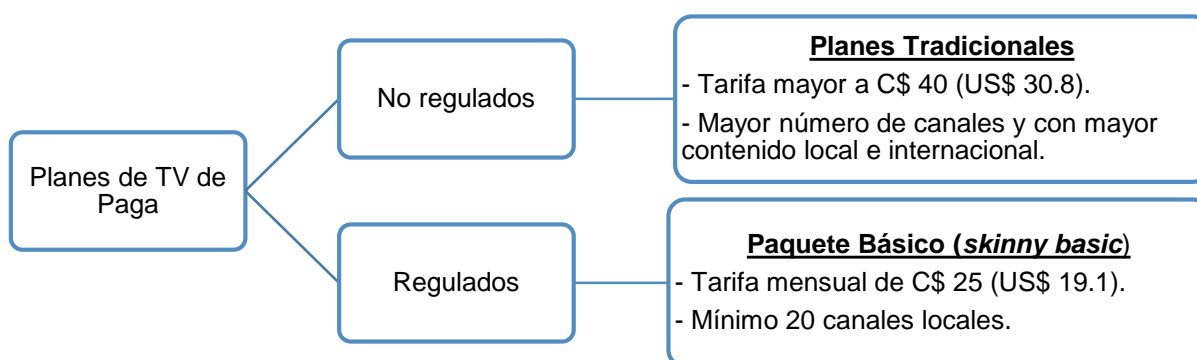 Planes de TV de
Paga
No regulados
Planes Tradicionales
- Tarifa mayor a C$ 40 (US$ 30.8).
- Mayor número de canales y con mayor
contenido local e internacional.
Regulados
Paquete Básico (skinny basic)
- Tarifa mensual de C$ 25 (US$ 19.1).
- Mínimo 20 canales locales.